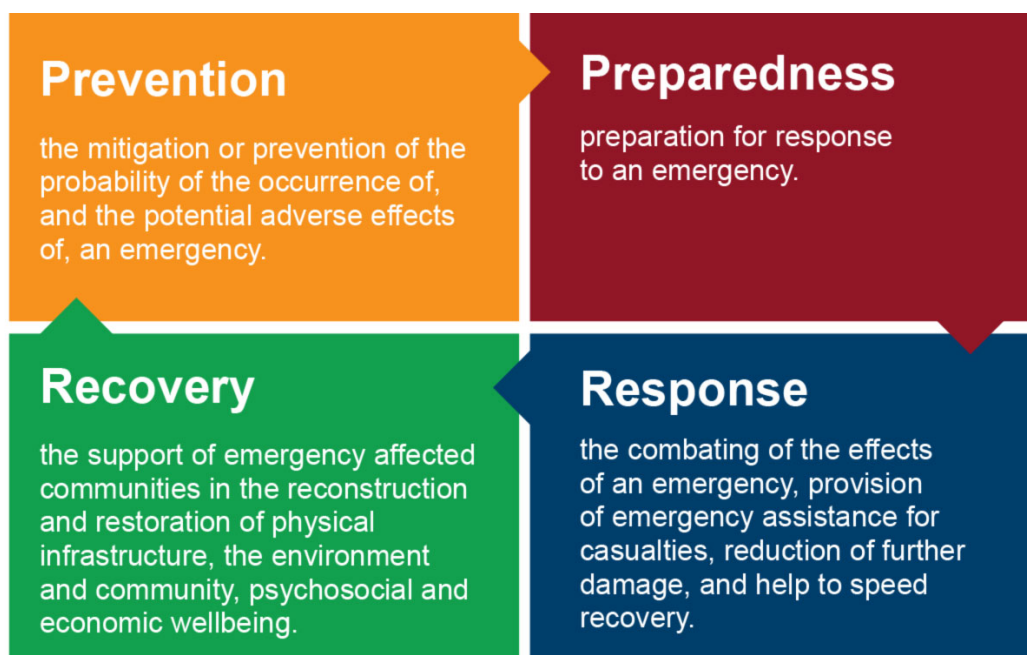 Prevention
the mitigation or prevention of the
probability of the occurrence of,
and the potential adverse effects
of, an emergency.
Preparedness
preparation for response
to an emergency.
Response
the combating of the effects
of an emergency, provision
of emergency assistance for
casualties, reduction of further
damage, and help to speed
recovery.
Recovery
the support of emergency affected
communities in the reconstruction
and restoration of physical
infrastructure, the environment
and community, psychosocial and
economic wellbeing.